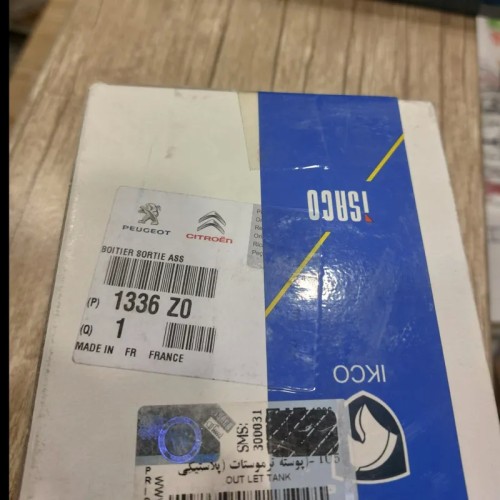 PEUGEOT
CITROËN
BOITIER SORTIE ASS
(P) 1336 Z0
(Q) 1
MADE IN FR FRANCE
ISACO
IKCO
SMS:
300031
پوسته ترموستات (پلاستیکی
OUT LET TANK